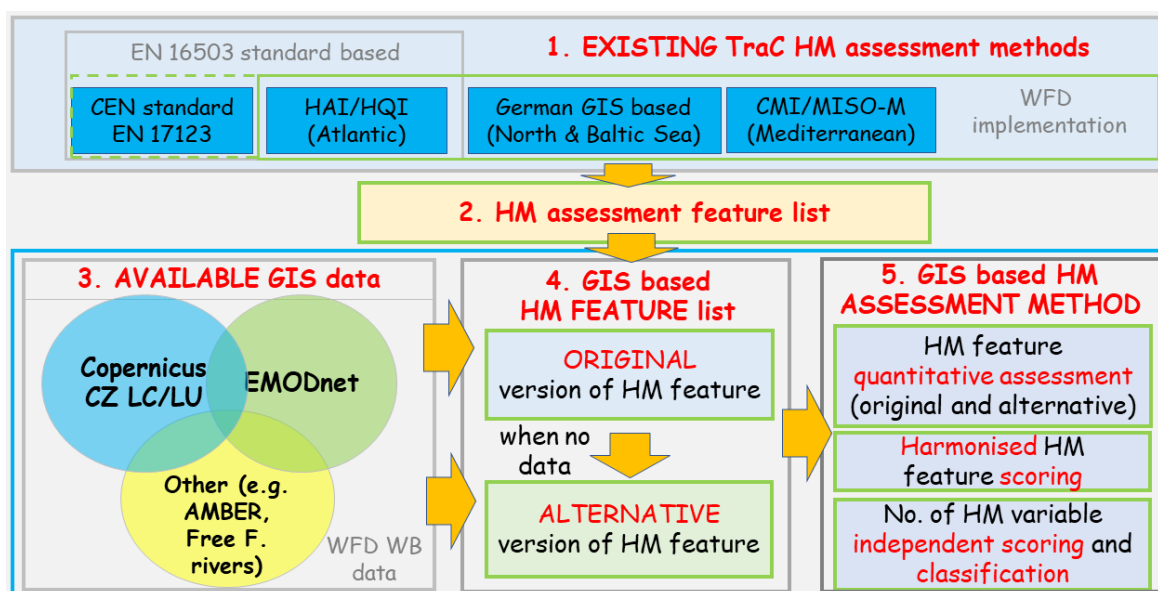 EN 16503 standard based
1. EXISTING TraC HM assessment methods
CEN standard
EN 17123
HAI/HQI
(Atlantic)
German GIS based
(North & Baltic Sea)
CMI/MISO-M
(Mediterranean)
WFD
implementation
2. HM assessment feature list
3. AVAILABLE GIS data
Copernicus
CZ LC/LU
EMODnet
Other (e.g.
AMBER,
Free F.
rivers)
WFD WB
data
4. GIS based
HM FEATURE list
ORIGINAL
version of HM feature
when no
data
ALTERNATIVE
version of HM feature
5. GIS based HM
ASSESSMENT METHOD
HM feature
quantitative assessment
(original and alternative)
Harmonised HM
feature scoring
No. of HM variable
independent scoring and
classification